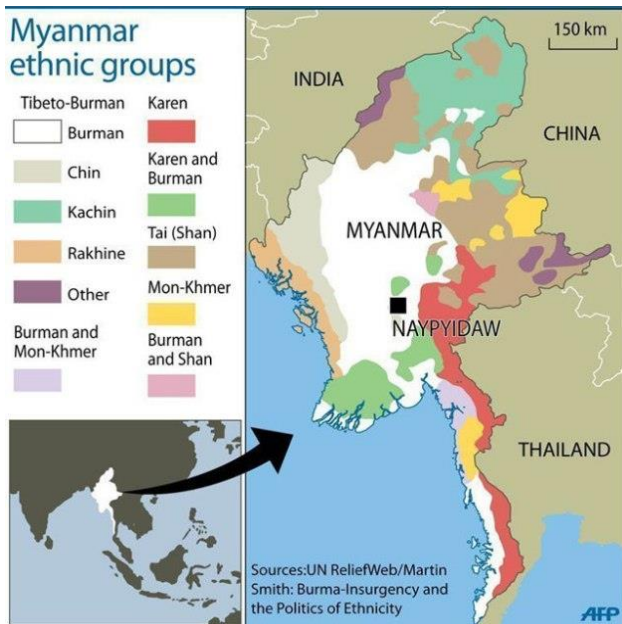 Myanmar
ethnic groups
Tibeto-Burman
Burman
Chin
Kachin
Rakhine
Other
Burman and
Mon-Khmer
Karen
Karen and
Burman
Tai (Shan)
Mon-Khmer
Burman
and Shan
150 km
INDIA
CHINA
MYANMAR
NAYPYIDAW
THAILAND
Sources:UN ReliefWeb/Martin
Smith: Burma-Insurgency and
the Politics of Ethnicity
AFP